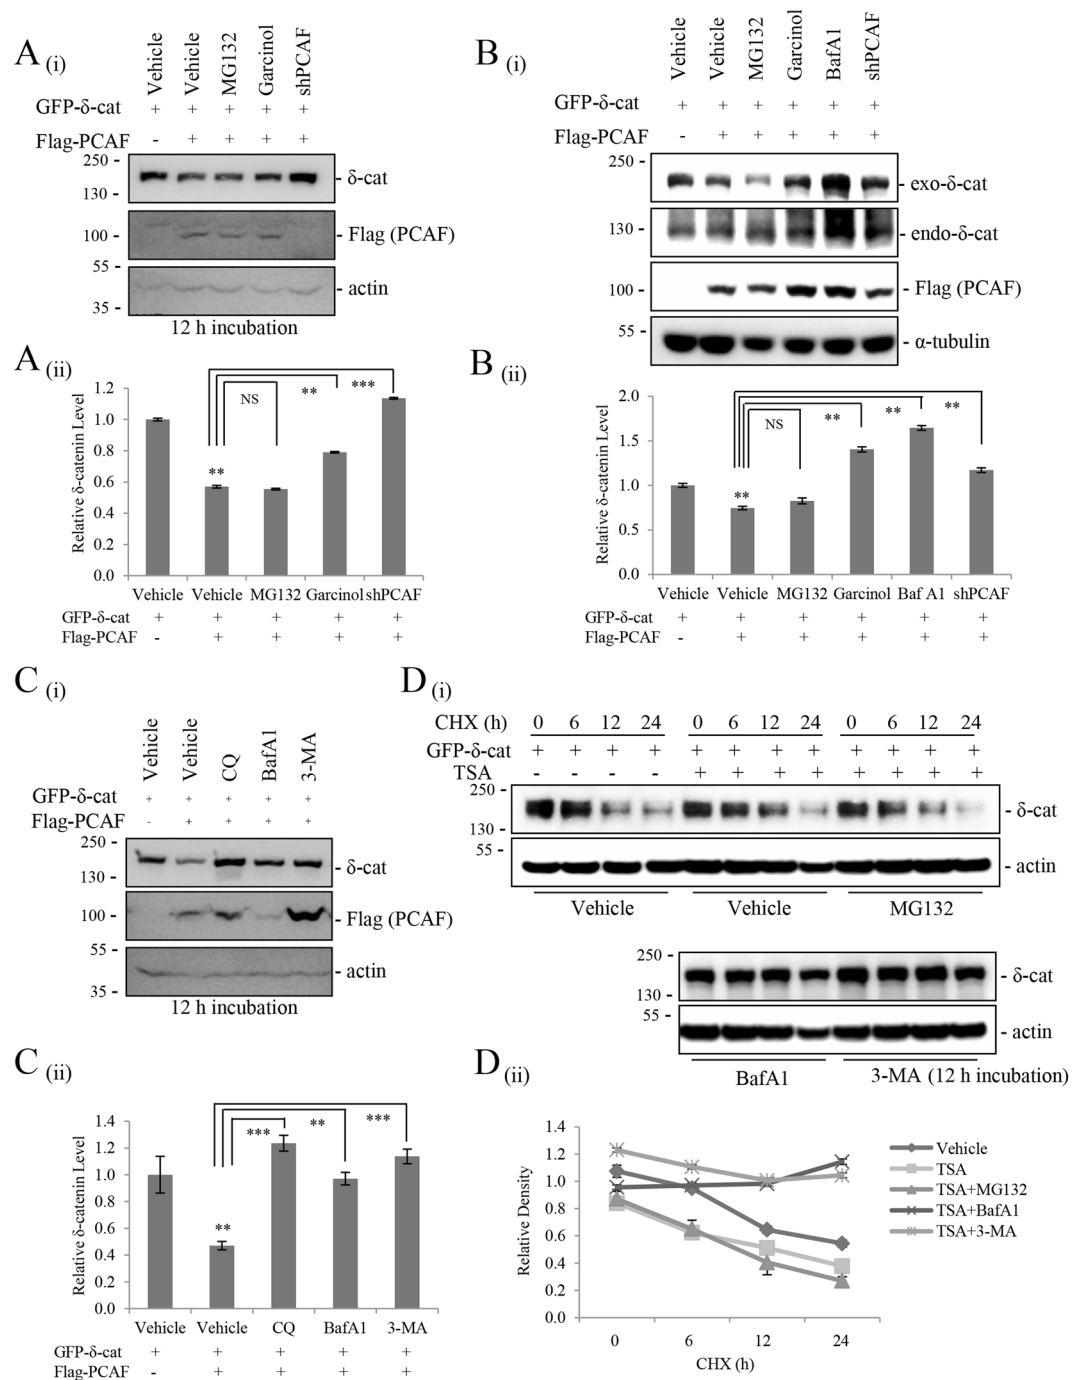 A (i)
Vehicle Vehicle MG132 Garcinol shPCAF
GFP-δ-cat + + + + +
Flag-PCAF - + + + +
250 -
130 -
- δ-cat
100 -
- Flag (PCAF)
55 -
35 -
- actin
12 h incubation
B (i)
Vehicle Vehicle MG132 Garcinol BafA1 shPCAF
GFP-δ-cat + + + + + +
Flag-PCAF - + + + + +
250 -
- exo-δ-cat
130 -
- endo-δ-cat
100 -
- Flag (PCAF)
55 -
- α-tubulin
A (ii)
Relative δ-catenin Level
1.2
1.0
0.8
0.6
0.4
0.2
0.0
** NS ** ***
Vehicle Vehicle MG132 Garcinol shPCAF
GFP-δ-cat + + + + +
Flag-PCAF - + + + +
B (ii)
Relative δ-catenin Level
2.0
1.5
1.0
0.5
0.0
** NS ** ** **
Vehicle Vehicle MG132 Garcinol Baf A1 shPCAF
GFP-δ-cat + + + + + +
Flag-PCAF - + + + + +
C (i)
Vehicle Vehicle CQ BafA1 3-MA
GFP-δ-cat + + + + +
Flag-PCAF - + + + +
250 -
130 -
- δ-cat
100 -
- Flag (PCAF)
55 -
35 -
- actin
12 h incubation
D (i)
CHX (h) 0 6 12 24 0 6 12 24 0 6 12 24
GFP-δ-cat + + + + + + + + + + + +
TSA - - - - + + + + + + + +
250 -
130 -
- δ-cat
55 -
- actin
Vehicle Vehicle MG132
250 -
130 -
- δ-cat
55 -
- actin
BafA1 3-MA (12 h incubation)
C (ii)
Relative δ-catenin Level
1.4
1.2
1.0
0.8
0.6
0.4
0.2
0.0
** *** ** ***
Vehicle Vehicle CQ BafA1 3-MA
GFP-δ-cat + + + + +
Flag-PCAF - + + + +
D (ii)
Relative Density
1.4
1.2
1.0
0.8
0.6
0.4
0.2
0.0
0 6 12 24
CHX (h)
Vehicle
TSA
TSA+MG132
TSA+BafA1
TSA+3-MA